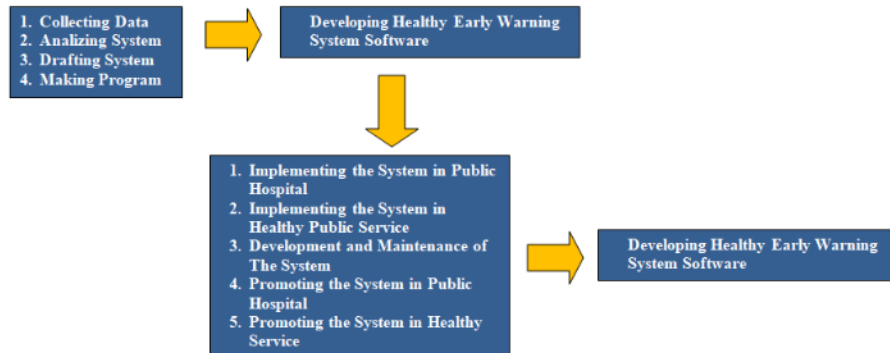 1. Collecting Data
2. Analizing System
3. Drafting System
4. Making Program
Developing Healthy Early Warning
System Software
1. Implementing the System in Public
Hospital
2. Implementing the System in
Healthy Public Service
3. Development and Maintenance of
The System
4. Promoting the System in Public
Hospital
5. Promoting the System in Healthy
Service
Developing Healthy Early Warning
System Software